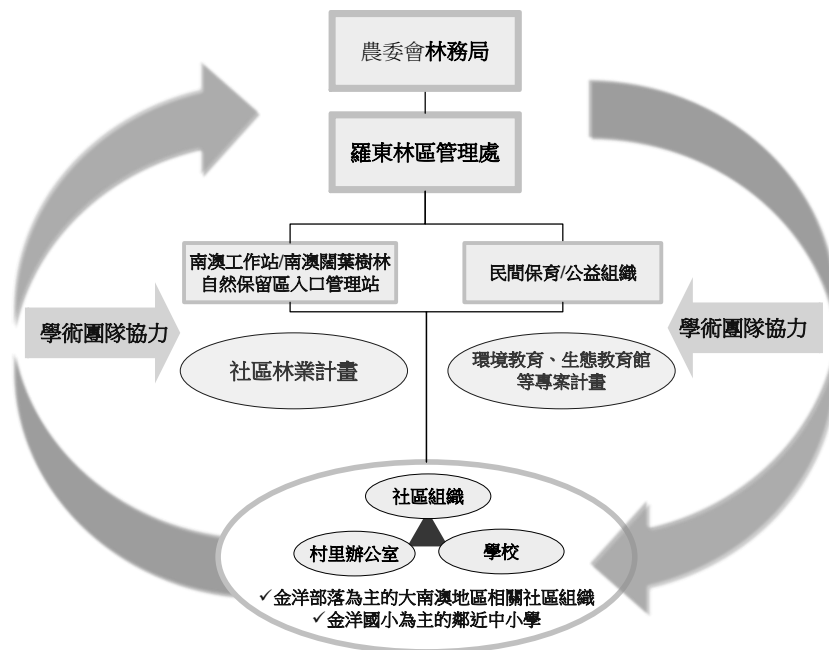 農委會林務局
羅東林區管理處
南澳工作站/南澳闊葉樹林
自然保留區入口管理站
民間保育/公益組織
學術團隊協力
學術團隊協力
社區林業計畫
環境教育、生態教育館
等專案計畫
社區組織
村里辦公室
學校
✓金洋部落為主的大南澳地區相關社區組織
✓金洋國小為主的鄰近中小學